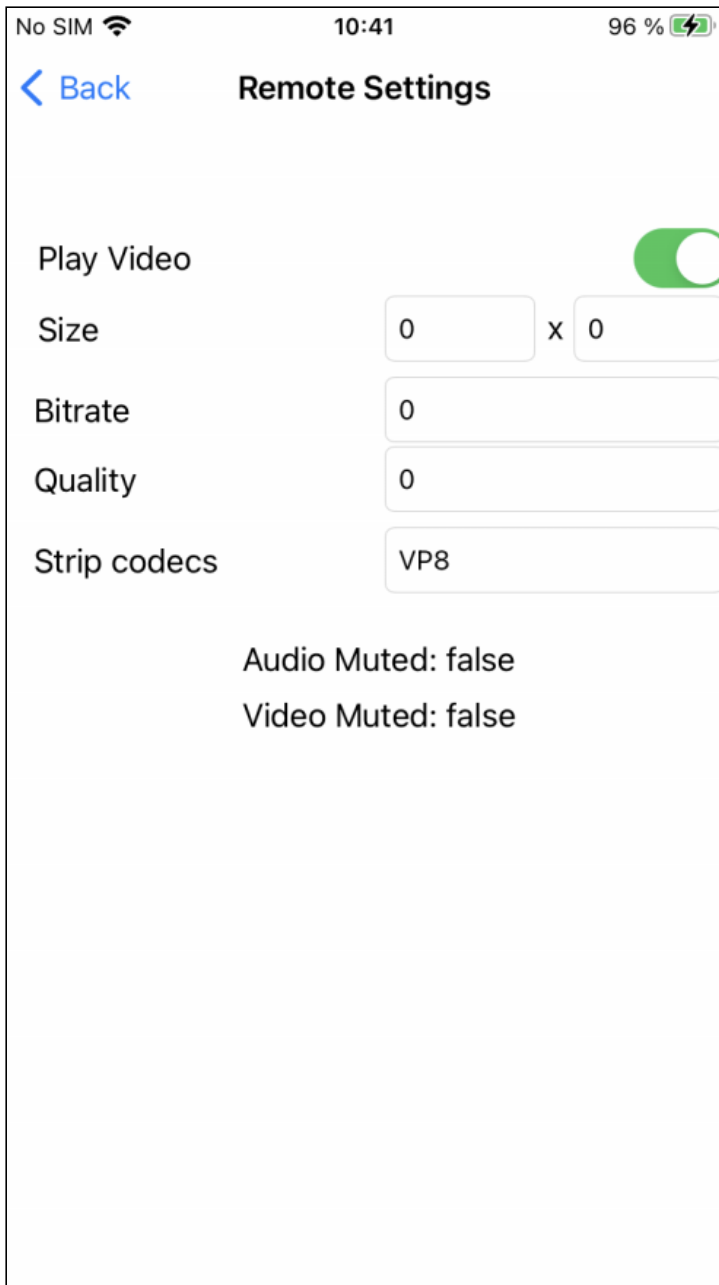 No SIM 10:41 96 %
Back Remote Settings
Play Video
Size 0 x 0
Bitrate 0
Quality 0
Strip codecs VP8
Audio Muted: false
Video Muted: false